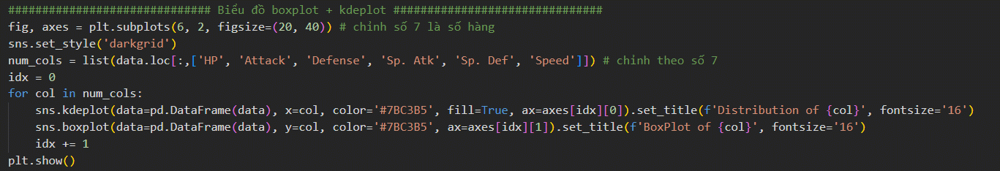 ############################## Biểu đồ boxplot + kdeplot ###############################
fig, axes = plt.subplots(6, 2, figsize=(20, 40)) # chỉnh số 7 là số hàng
sns.set_style('darkgrid')
num_cols = list(data.loc[:,['HP', 'Attack', 'Defense', 'Sp. Atk', 'Sp. Def', 'Speed']]) # chỉnh theo số 7
idx = 0
for col in num_cols:
    sns.kdeplot(data=pd.DataFrame(data), x=col, color='#7BC3B5', fill=True, ax=axes[idx][0]).set_title(f'Distribution of {col}', fontsize='16')
    sns.boxplot(data=pd.DataFrame(data), y=col, color='#7BC3B5', ax=axes[idx][1]).set_title(f'BoxPlot of {col}', fontsize='16')
    idx += 1
plt.show()